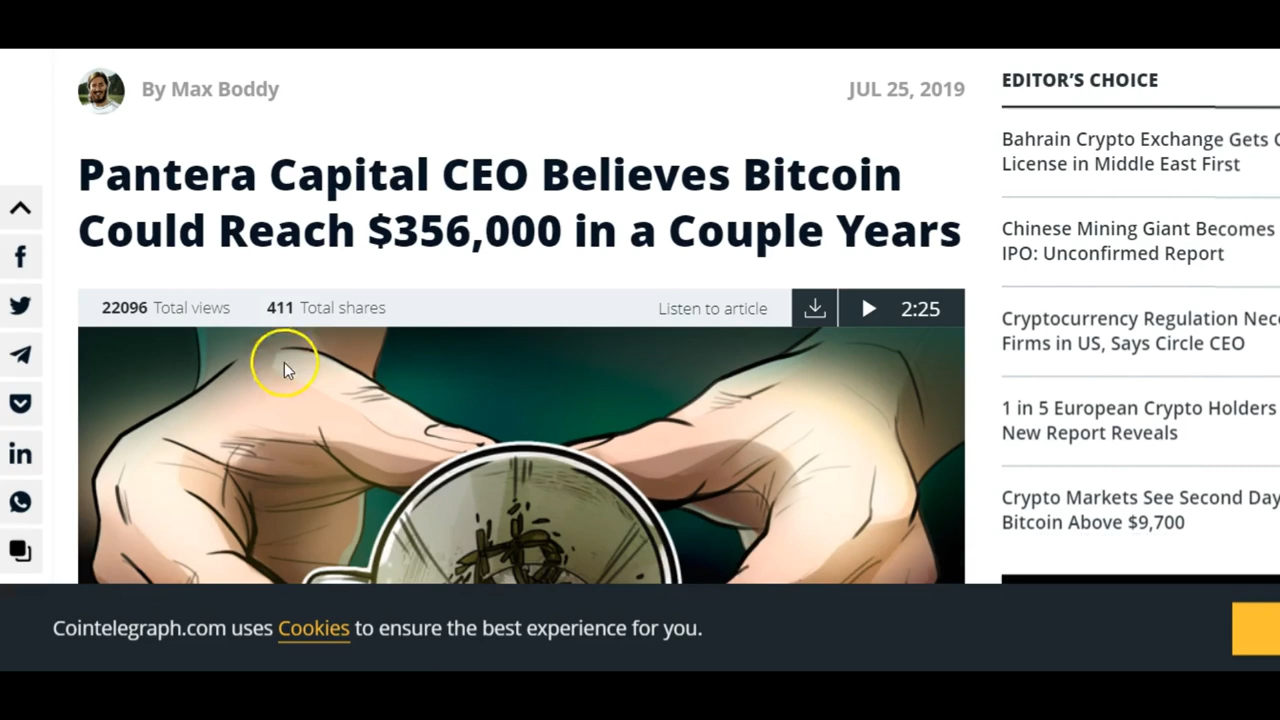 By Max Boddy
JUL 25, 2019
Pantera Capital CEO Believes Bitcoin
Could Reach $356,000 in a Couple Years
22096 Total views 411 Total shares
Listen to article
2:25
EDITOR'S CHOICE
Bahrain Crypto Exchange Gets
License in Middle East First
Chinese Mining Giant Becomes
IPO: Unconfirmed Report
Cryptocurrency Regulation
Firms in US, Says Circle CEO
1 in 5 European Crypto Holders
New Report Reveals
Crypto Markets See Second Day
Bitcoin Above $9,700
Cointelegraph.com uses Cookies to ensure the best experience for you.